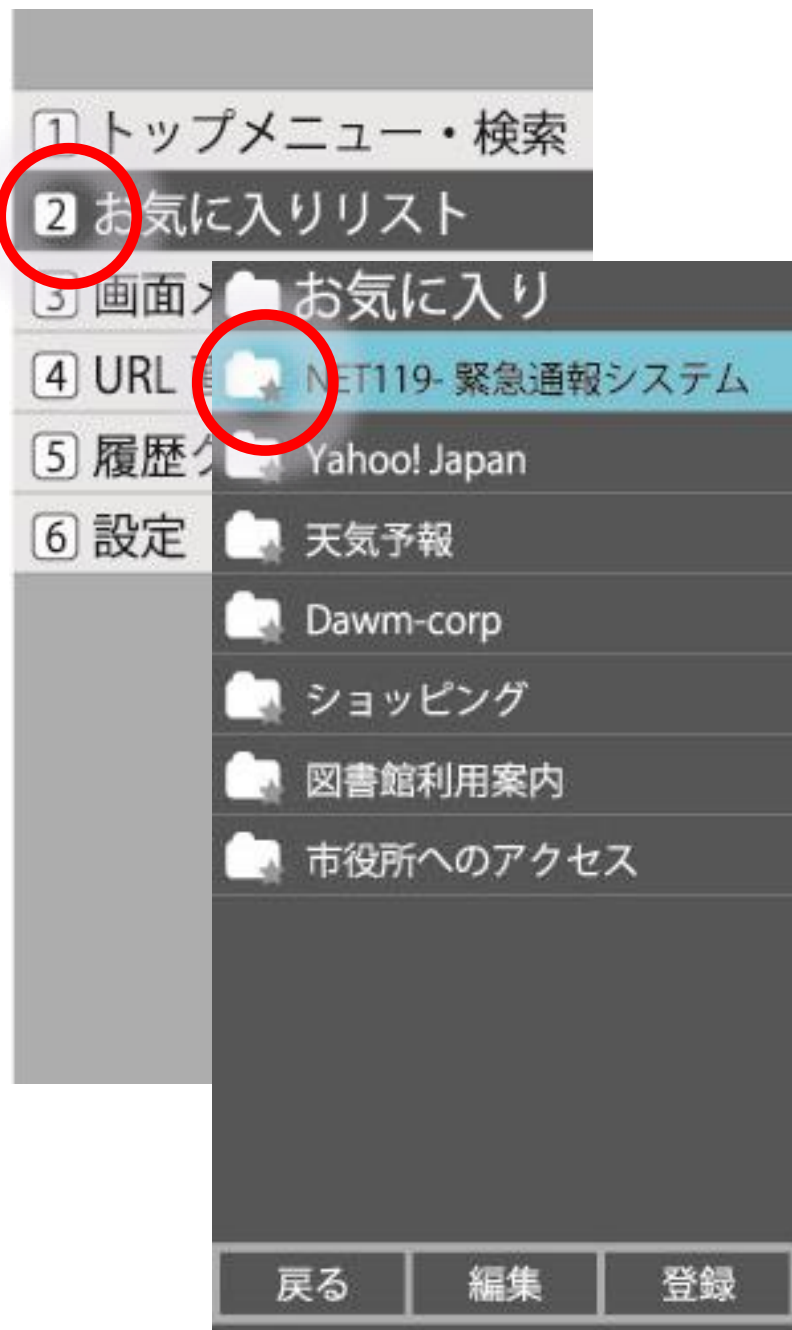 1 トップメニュー・検索
2 お気に入りリスト
3 画面メ
4 URL
5 履歴ク
6 設定
お気に入り
NET119- 緊急通報システム
Yahoo! Japan
天気予報
Dawm-corp
ショッピング
図書館利用案内
市役所へのアクセス
戻る 編集 登録